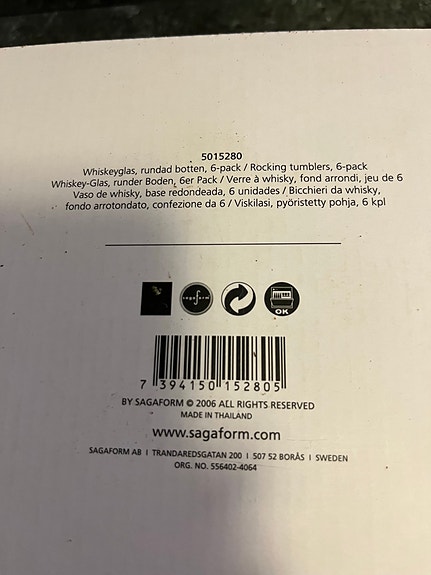 5015280
Whiskeyglas, rundad botten, 6-pack / Rocking tumblers, 6-pack
Whiskey-Glas, runder Boden, 6er Pack / Verre à whisky, fond arrondi, jeu de 6
Vaso de whisky, base redondeada, 6 unidades / Bicchieri da whisky,
fondo arrotondato, confezione da 6 / Viskilasi, pyöristetty pohja, 6 kpl
sagaform
OK
7 394150 152805
BY SAGAFORM © 2006 ALL RIGHTS RESERVED
MADE IN THAILAND
www.sagaform.com
SAGAFORM AB I TRANDAREDSGATAN 200 I 507 52 BORÅS I SWEDEN
ORG. NO. 556402-4064